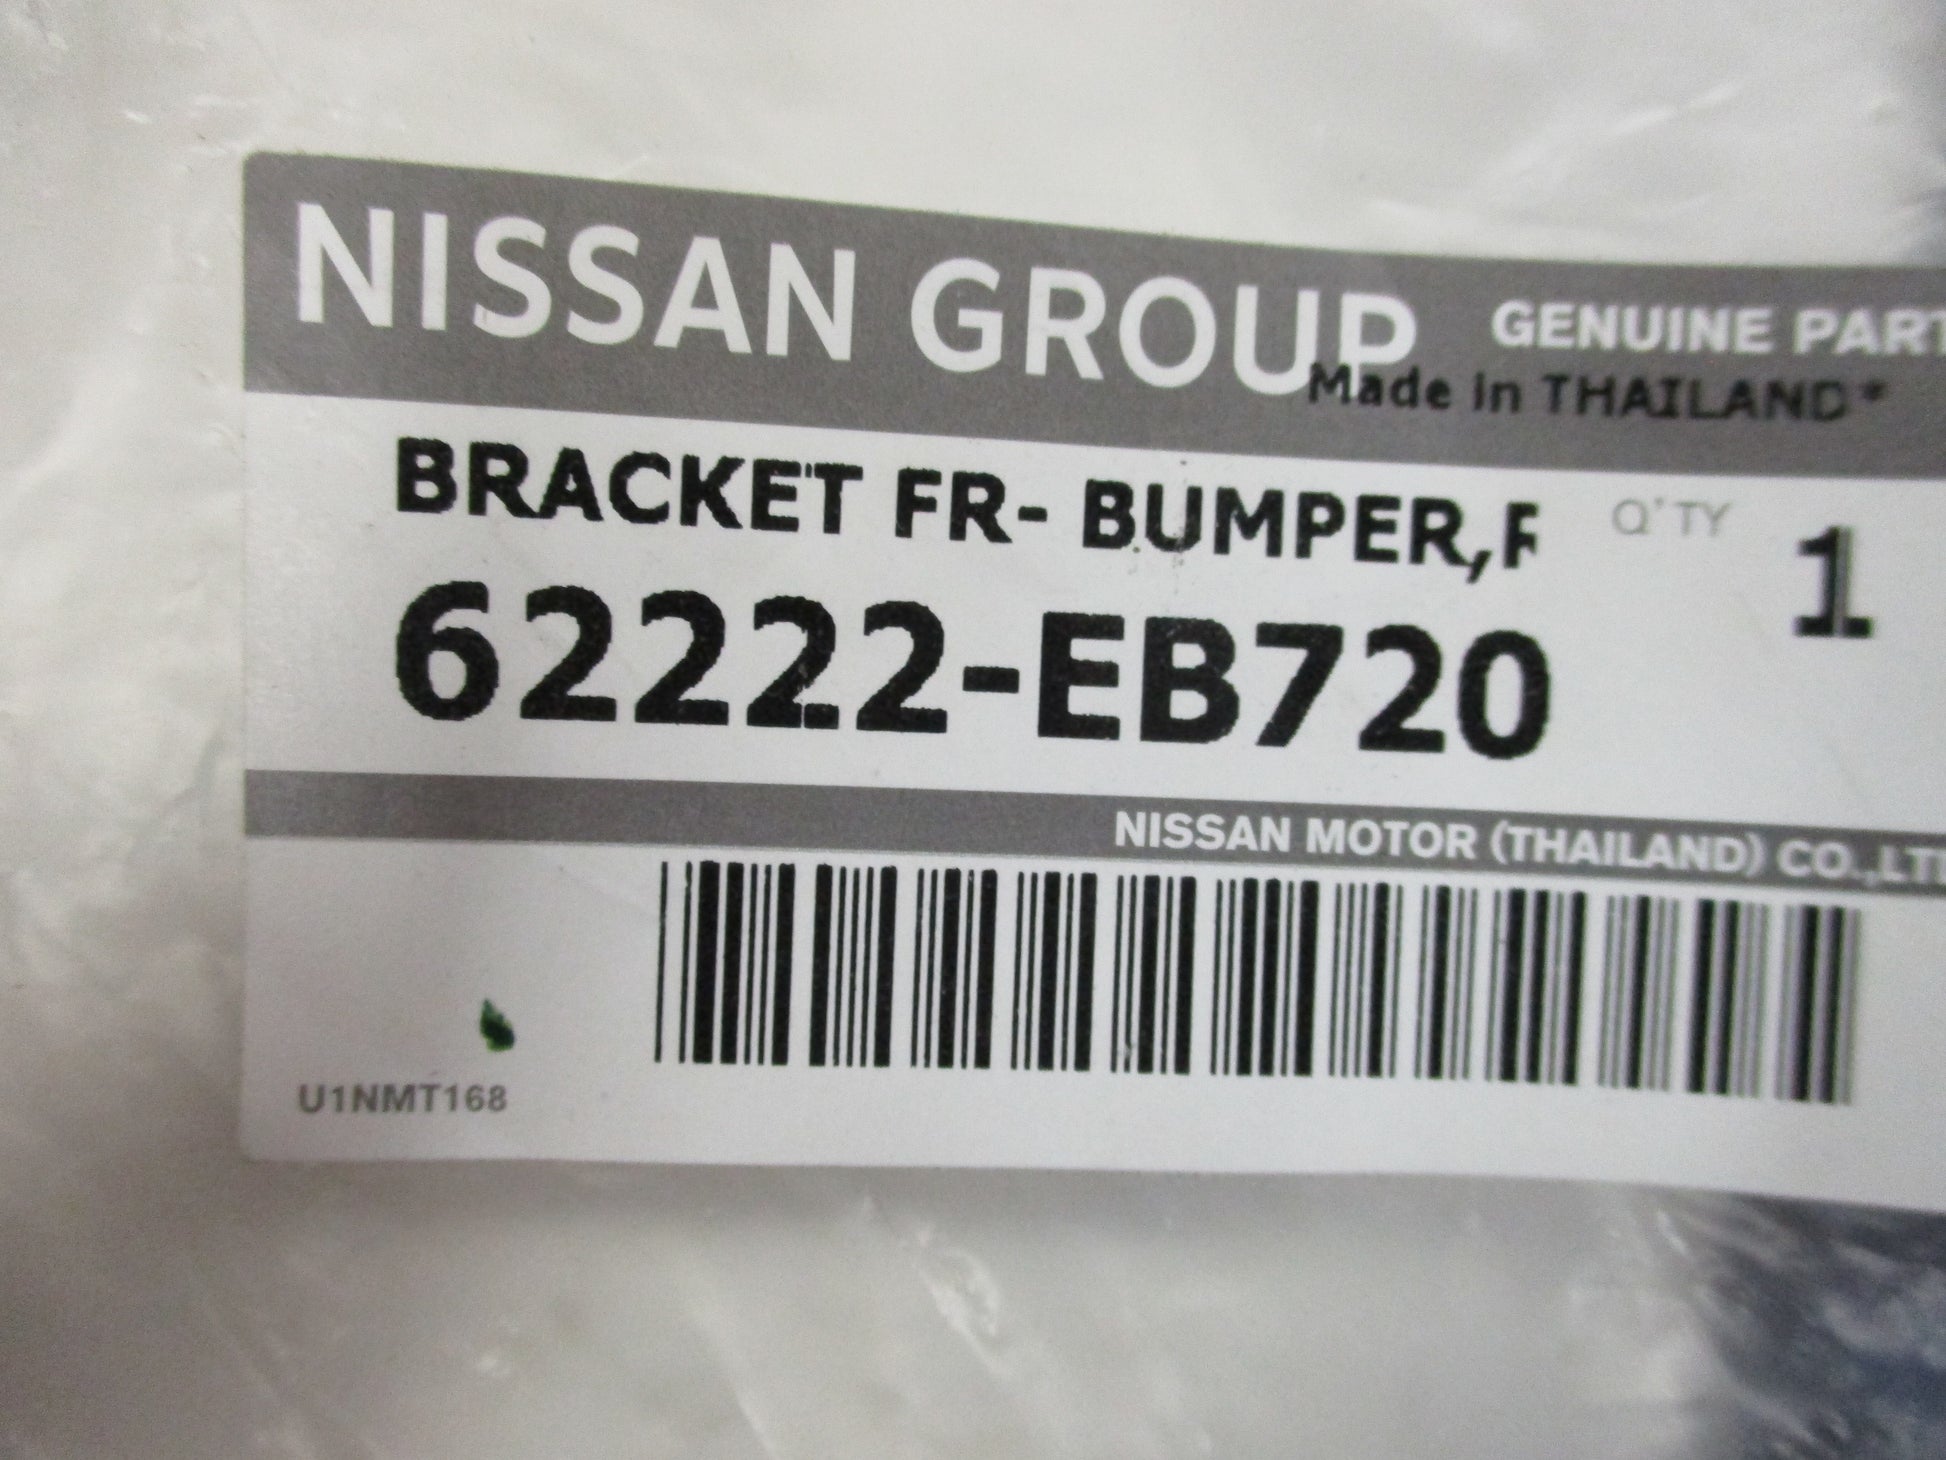 NISSAN GROUP GENUINE PART
Made in THAILAND*
BRACKET FR- BUMPER,R Q'TY 1
62222-EB720
NISSAN MOTOR (THAILAND) CO.,LTD
U1NMT168